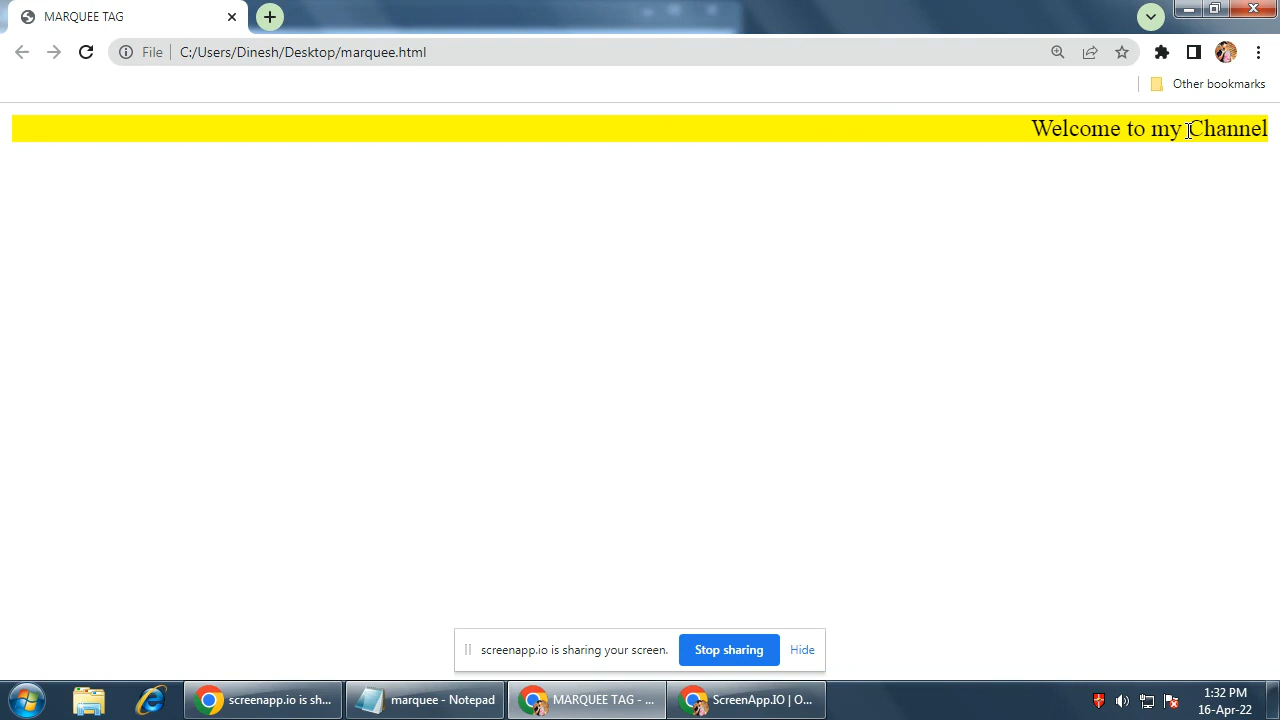 MARQUEE TAG
File C:/Users/Dinesh/Desktop/marquee.html
Other bookmarks
Welcome to my Channel
screenapp.io is sharing your screen. Stop sharing Hide
screenapp.io is sh... marquee - Notepad MARQUEE TAG - ... ScreenApp.IO | O...
1:32 PM
16-Apr-22